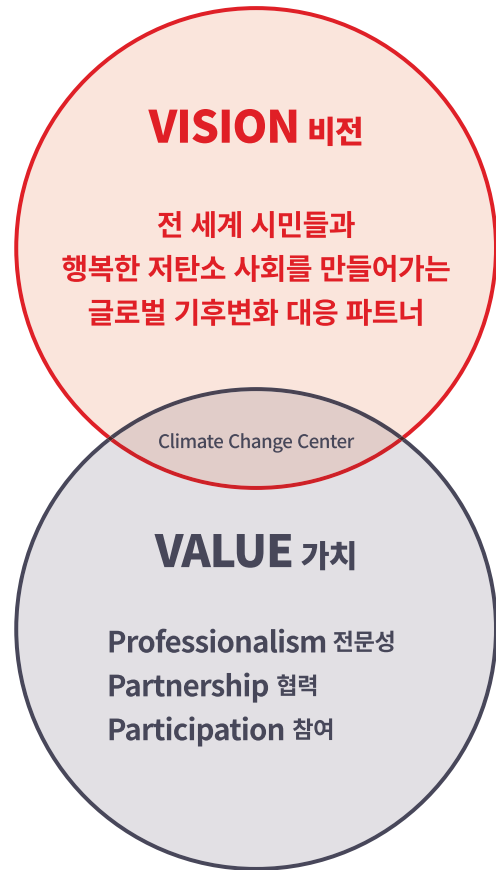 VISION 비전
전 세계 시민들과
행복한 저탄소 사회를 만들어가는
글로벌 기후변화 대응 파트너
Climate Change Center
VALUE 가치
Professionalism 전문성
Partnership 협력
Participation 참여